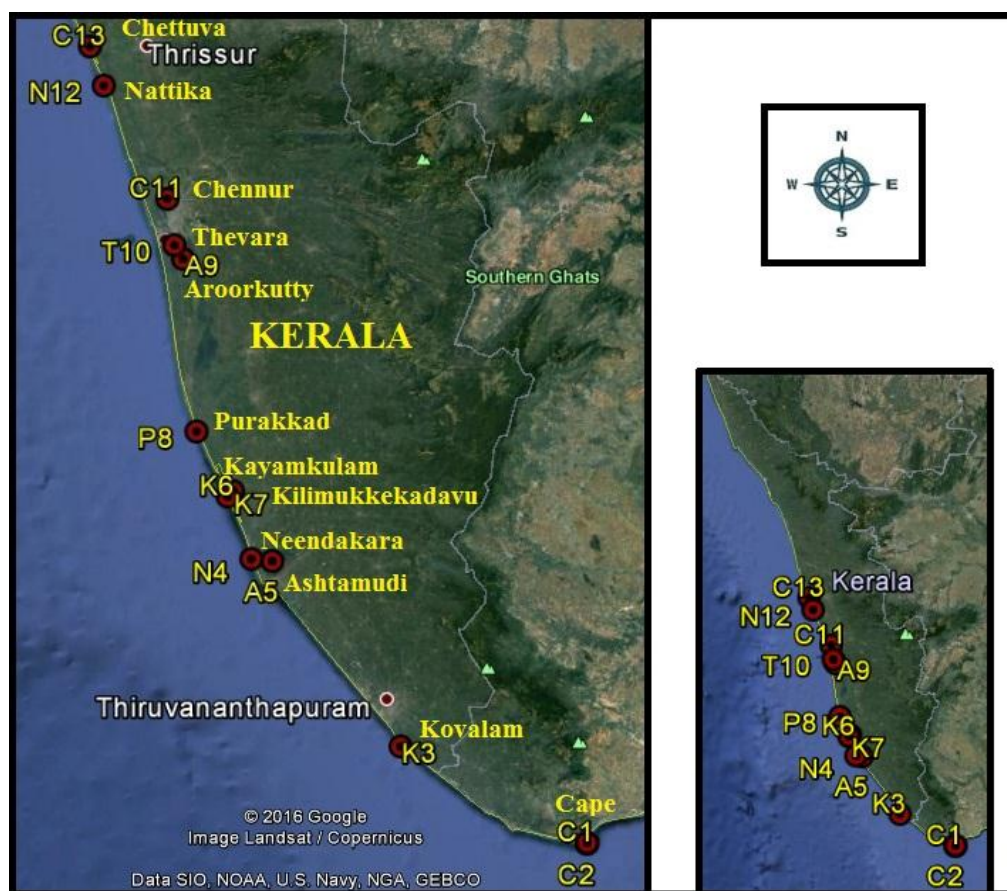 C13 Chettuva
Thrissur
N12 Nattika
C11 Chennur
T10 Thevara
A9
Aroorkutty
Southern Ghats
KERALA
P8 Purakkad
Kayamkulam
K6
K7 Kilimukkekadavu
Neendakara
N4
A5 Ashtamudi
Thiruvananthapuram
Kovalam
K3
Cape
C1
C2
© 2016 Google
Image Landsat / Copernicus
Data SIO, NOAA, U.S. Navy, NGA, GEBCO
N
W E
S
C13 Kerala
N12
C11
T10 A9
P8 K6
K7
N4
A5
K3
C1
C2